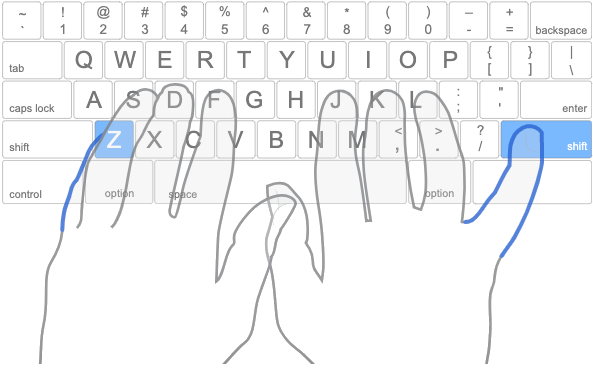 ~ ! @ # $ % ^ & * ( ) — +
` 1 2 3 4 5 6 7 8 9 0 - = backspace
{ } |
tab Q W E R T Y U I O P [ ] \
: "
caps lock A S D F G H J K L ; ' enter
< > ?
shift Z X C V B N M , . / shift
control option space option